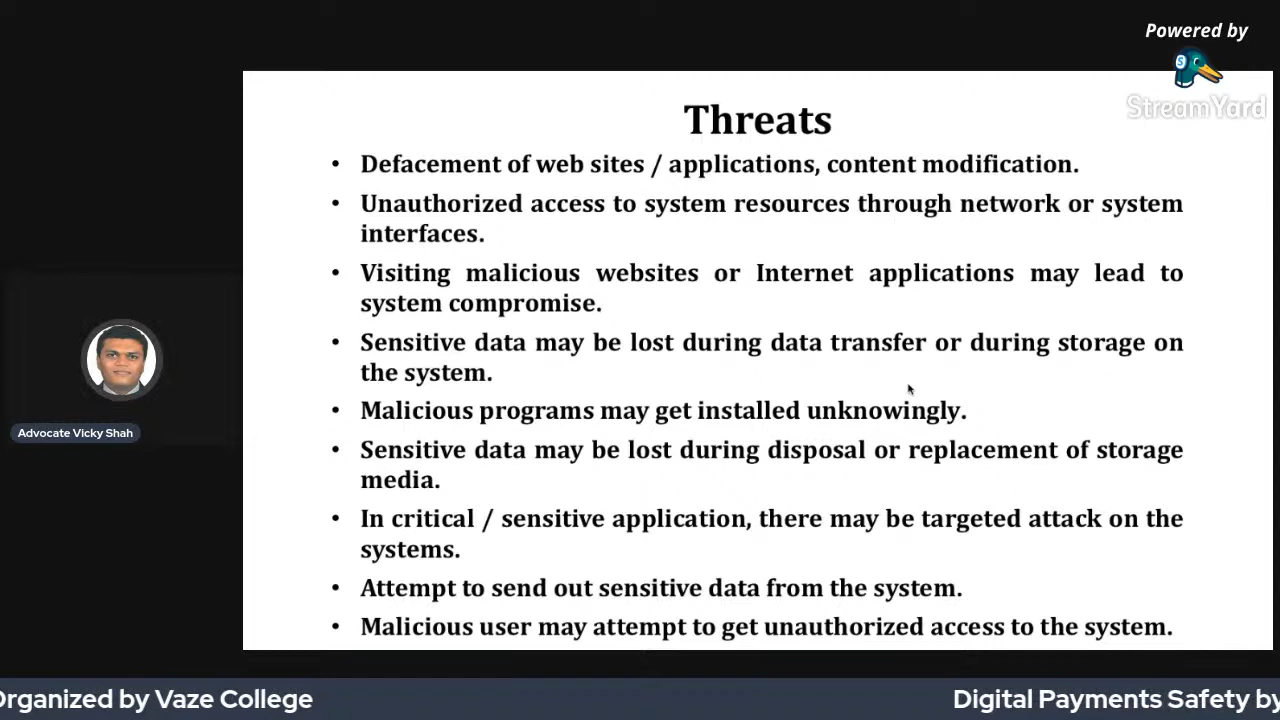 Powered by
StreamYard
Threats
• Defacement of web sites / applications, content modification.
• Unauthorized access to system resources through network or system
interfaces.
• Visiting malicious websites or Internet applications may lead to
system compromise.
• Sensitive data may be lost during data transfer or during storage on
the system.
• Malicious programs may get installed unknowingly.
• Sensitive data may be lost during disposal or replacement of storage
media.
• In critical / sensitive application, there may be targeted attack on the
systems.
• Attempt to send out sensitive data from the system.
• Malicious user may attempt to get unauthorized access to the system.
Advocate Vicky Shah
Organized by Vaze College
Digital Payments Safety by